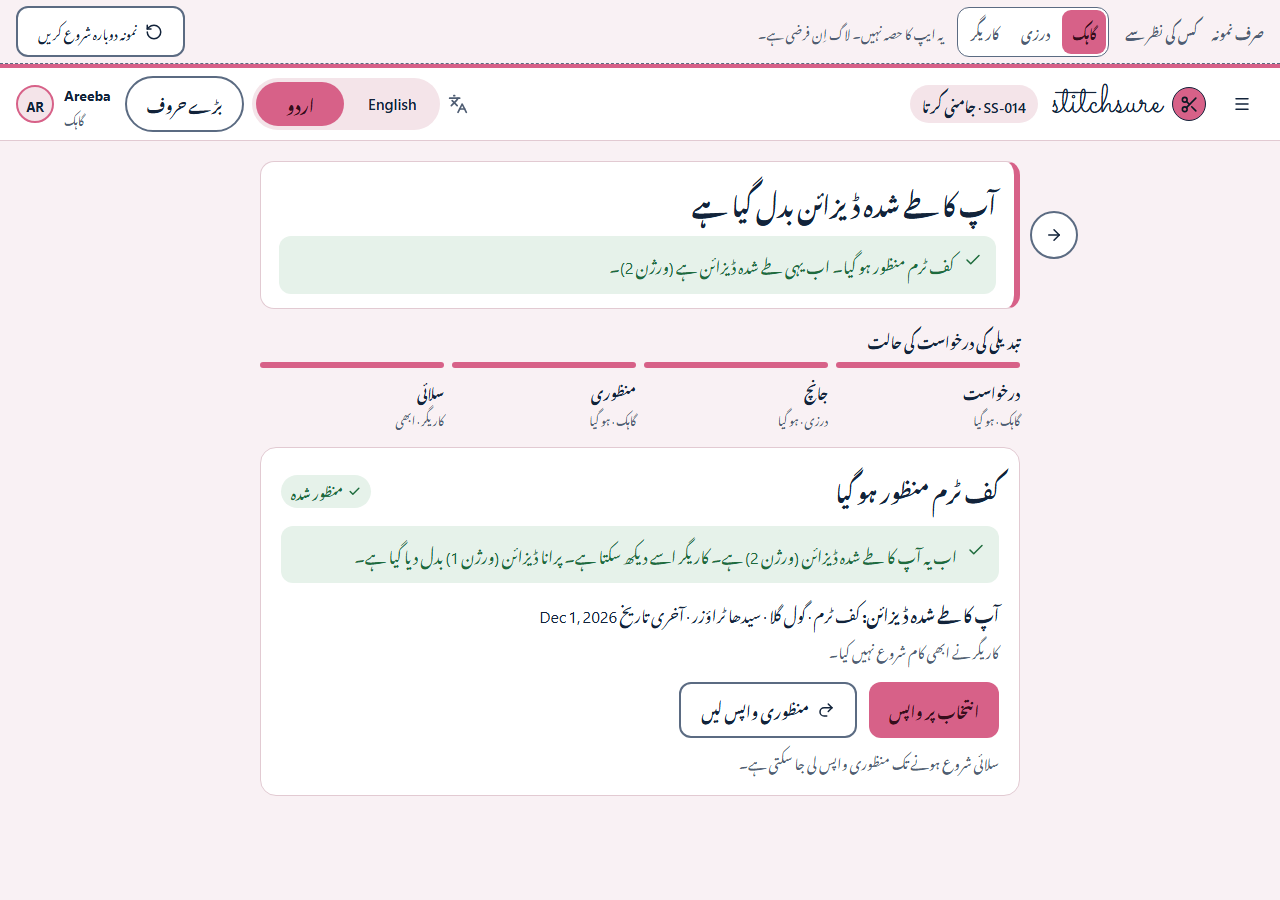 صرف نمونہ کس کی نظر سے گاہک درزی کاریگر یہ ایپ کا حصہ نہیں۔ لاگ اِن فرضی ہے۔ نمونہ دوبارہ شروع کریں
stitchsure SS-014 · جامنی کرتا English اردو بڑے حروف Areeba AR
گاہک
آپ کا طے شدہ ڈیزائن بدل گیا ہے
کف ٹرم منظور ہو گیا۔ اب یہی طے شدہ ڈیزائن ہے (ورژن 2)۔
تبدیلی کی درخواست کی حالت
درخواست جانچ منظوری سلائی
گاہک · ہو گیا درزی · ہو گیا گاہک · ہو گیا کاریگر · ابھی
کف ٹرم منظور ہو گیا منظور شدہ
اب یہ آپ کا طے شدہ ڈیزائن (ورژن 2) ہے۔ کاریگر اسے دیکھ سکتا ہے۔ پرانا ڈیزائن (ورژن 1) بدل دیا گیا ہے۔
آپ کا طے شدہ ڈیزائن: کف ٹرم · گول گلا · سیدھا ٹراؤزر · آخری تاریخ Dec 1, 2026
کاریگر نے ابھی کام شروع نہیں کیا۔
انتخاب پر واپس منظوری واپس لیں
سلائی شروع ہونے تک منظوری واپس لی جا سکتی ہے۔